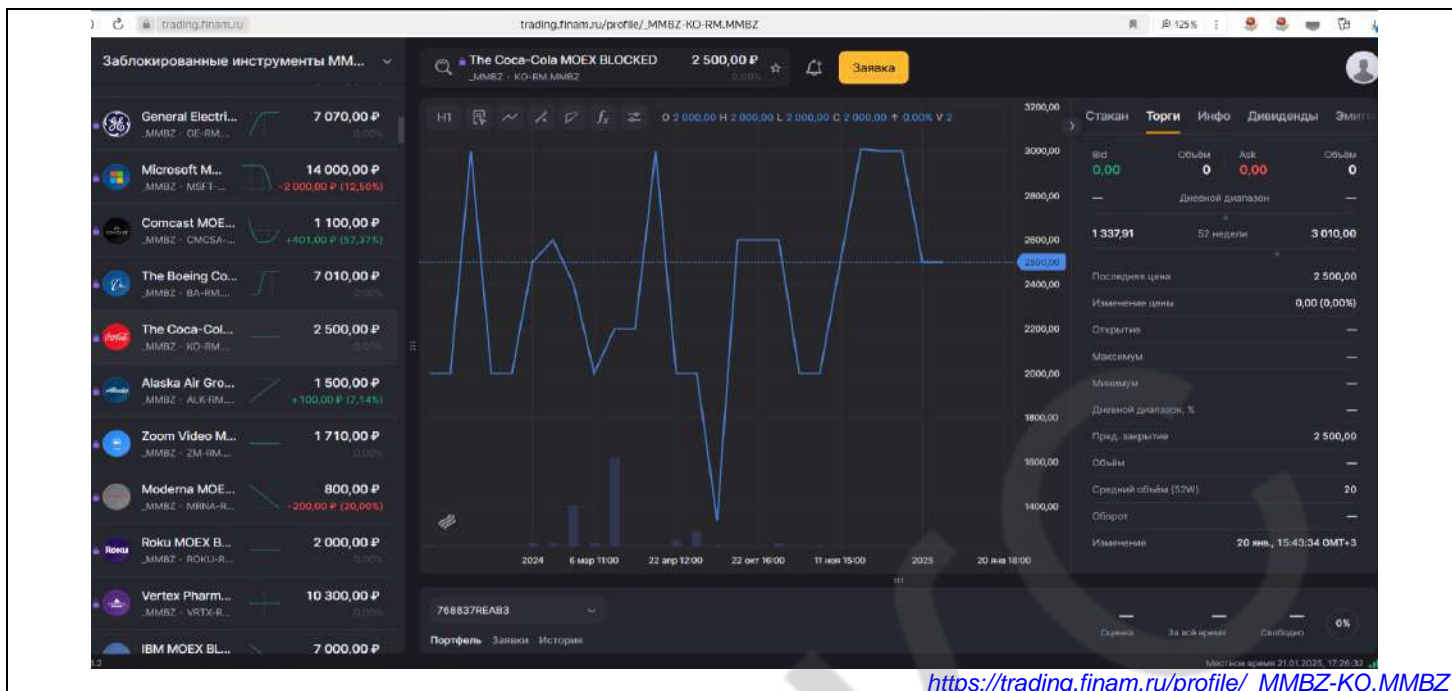 trading.finam.ru
trading.finam.ru/profile/_MMBZ-KO-RM.MMBZ
125 %
Заблокированные инструменты MM...
The Coca-Cola MOEX BLOCKED
_MMBZ · KO-RM.MMBZ
2 500,00 ₽
0,00%
Заявка
General Electri...
_MMBZ · GE-RM....
7 070,00 ₽
0,00%
Microsoft M...
_MMBZ · MSFT-...
14 000,00 ₽
-2 000,00 ₽ (12,50%)
Comcast MOE...
_MMBZ · CMCSA-...
1 100,00 ₽
+401,00 ₽ (57,37%)
The Boeing Co...
_MMBZ · BA-RM....
7 010,00 ₽
0,00%
The Coca-Col...
_MMBZ · KO-RM....
2 500,00 ₽
0,00%
Alaska Air Gro...
_MMBZ · ALK-RM....
1 500,00 ₽
+100,00 ₽ (7,14%)
Zoom Video M...
_MMBZ · ZM-RM....
1 710,00 ₽
0,00%
Moderna MOE...
_MMBZ · MRNA-R...
800,00 ₽
-200,00 ₽ (20,00%)
Roku MOEX B...
_MMBZ · ROKU-R...
2 000,00 ₽
0,00%
Vertex Pharm...
_MMBZ · VRTX-R...
10 300,00 ₽
0,00%
IBM MOEX BL...
7 000,00 ₽
H1
O 2 000,00 H 2 000,00 L 2 000,00 C 2 000,00 ↑ 0,00% V 2
3200,00
3000,00
2800,00
2600,00
2500,00
2400,00
2200,00
2000,00
1800,00
1600,00
1400,00
2024
6 мар 11:00
22 апр 12:00
22 окт 16:00
11 ноя 15:00
2025
20 янв 18:00
Стакан Торги Инфо Дивиденды Эмит
Bid Объём Ask Объём
0,00 0 0,00 0
— Дневной диапазон —
1 337,91 52 недели 3 010,00
Последняя цена 2 500,00
Изменение цены 0,00 (0,00%)
Открытие —
Максимум —
Минимум —
Дневной диапазон, % —
Пред. закрытие 2 500,00
Объём —
Средний объём (52W) 20
Оборот —
Изменение 20 янв., 15:43:34 GMT+3
768837REAB3
Портфель Заявки История
Оценка За всё время Свободно
0%
Местное время 21.01.2025, 17:26:32
https://trading.finam.ru/profile/_MMBZ-KO.MMBZ